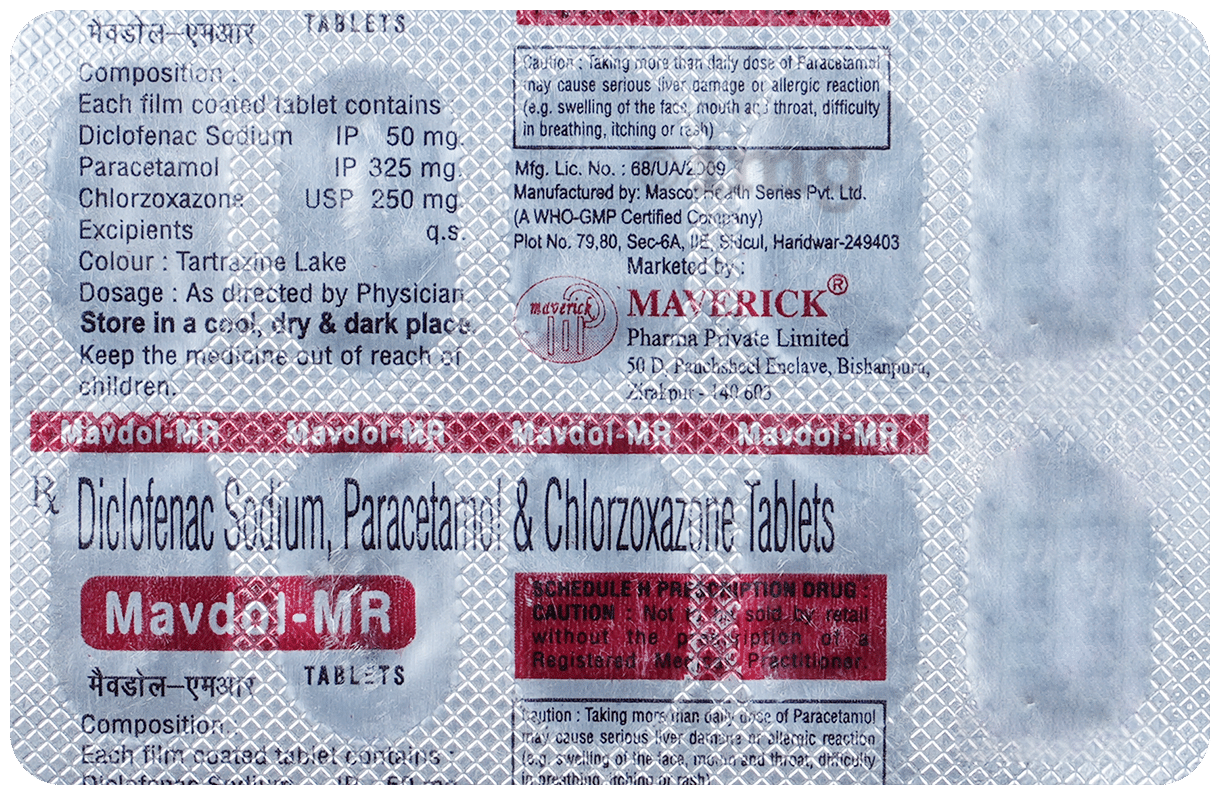 मैवडोल-एमआर
TABLETS
Composition :
Each film coated tablet contains :
Diclofenac Sodium IP 50 mg.
Paracetamol IP 325 mg.
Chlorzoxazone USP 250 mg.
Excipients q.s.
Colour : Tartrazine Lake
Dosage : As directed by Physician.
Store in a cool, dry & dark place.
Keep the medicine out of reach of
children.
Caution : Taking more than daily dose of Paracetamol
may cause serious liver damage or allergic reaction
(e.g. swelling of the face, mouth and throat, difficulty
in breathing, itching or rash)
Mfg. Lic. No. : 68/UA/2009
Manufactured by: Mascot Health Series Pvt. Ltd.
(A WHO-GMP Certified Company)
Plot No. 79,80, Sec-6A, IIE, Sidcul, Haridwar-249403
Marketed by :
maverick
MAVERICK®
Pharma Private Limited
50 D, Panchsheel Enclave, Bishanpura,
Zirakpur - 140 603
1mg
Mavdol-MR Mavdol-MR Mavdol-MR Mavdol-MR
Rx Diclofenac Sodium, Paracetamol & Chlorzoxazone Tablets
Mavdol-MR
मैवडोल-एमआर
TABLETS
SCHEDULE H PRESCRIPTION DRUG :
CAUTION : Not to be sold by retail
without the prescription of a
Registered Medical Practitioner.
Composition :
Each film coated tablet contains :
Diclofenac Sodium IP 50 mg.
Caution : Taking more than daily dose of Paracetamol
may cause serious liver damage or allergic reaction
(e.g. swelling of the face, mouth and throat, difficulty
in breathing, itching or rash)